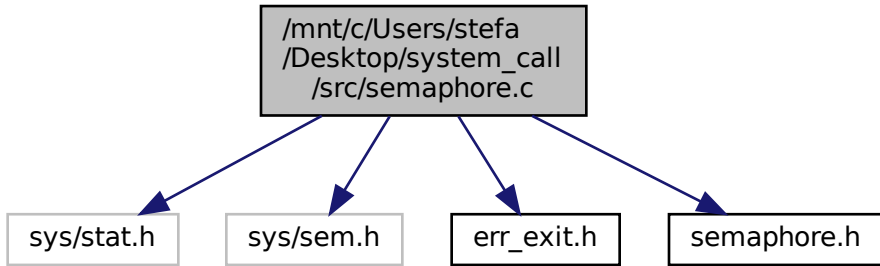 /mnt/c/Users/stefa
/Desktop/system_call
/src/semaphore.c
sys/stat.h
sys/sem.h
err_exit.h
semaphore.h